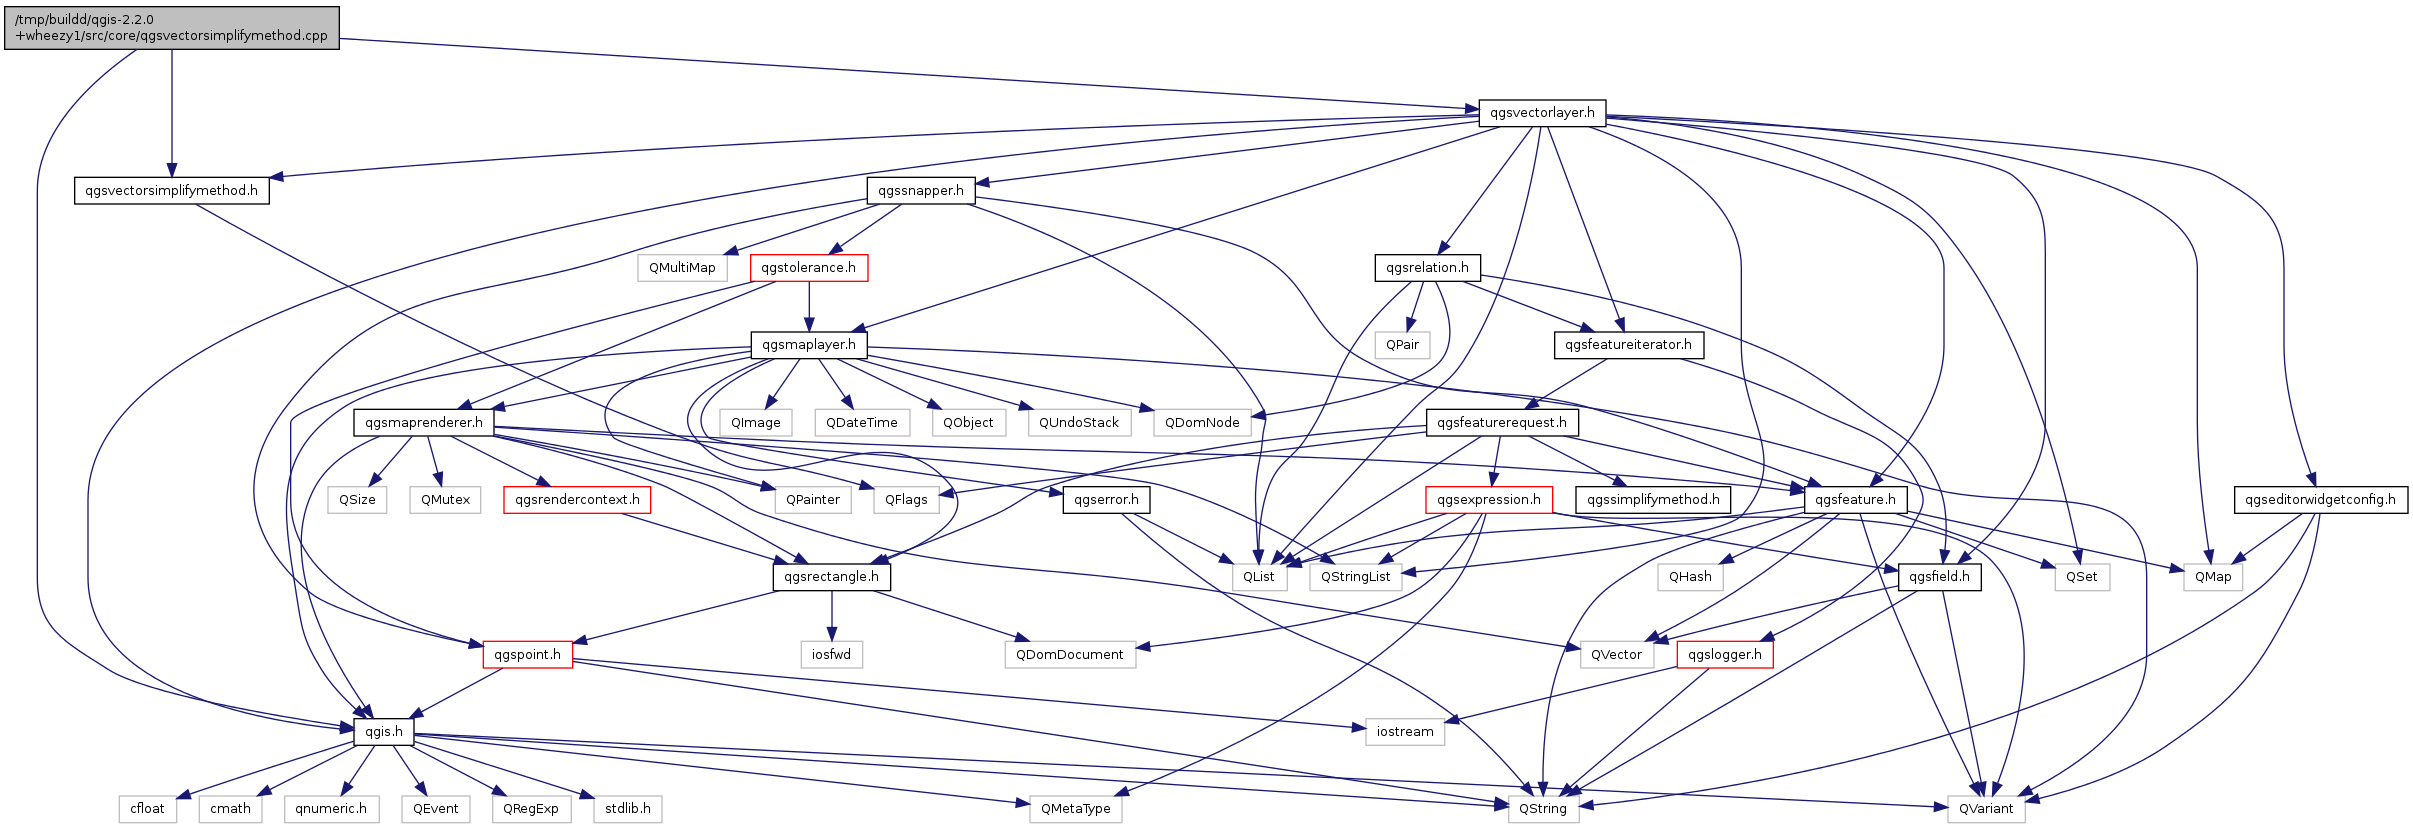 /tmp/buildd/qgis-2.2.0
+wheezy1/src/core/qgsvectorsimplifymethod.cpp
qgsvectorlayer.h
qgsvectorsimplifymethod.h
qgssnapper.h
QMultiMap
qgstolerance.h
qgsrelation.h
qgsmaplayer.h
QPair
qgsfeatureiterator.h
qgsmaprenderer.h
QImage
QDateTime
QObject
QUndoStack
QDomNode
qgsfeaturerequest.h
QSize
QMutex
qgsrendercontext.h
QPainter
QFlags
qgserror.h
qgsexpression.h
qgssimplifymethod.h
qgsfeature.h
qgseditorwidgetconfig.h
qgsrectangle.h
QList
QStringList
QHash
qgsfield.h
QSet
QMap
qgspoint.h
iosfwd
QDomDocument
QVector
qgslogger.h
qgis.h
iostream
cfloat
cmath
qnumeric.h
QEvent
QRegExp
stdlib.h
QMetaType
QString
QVariant